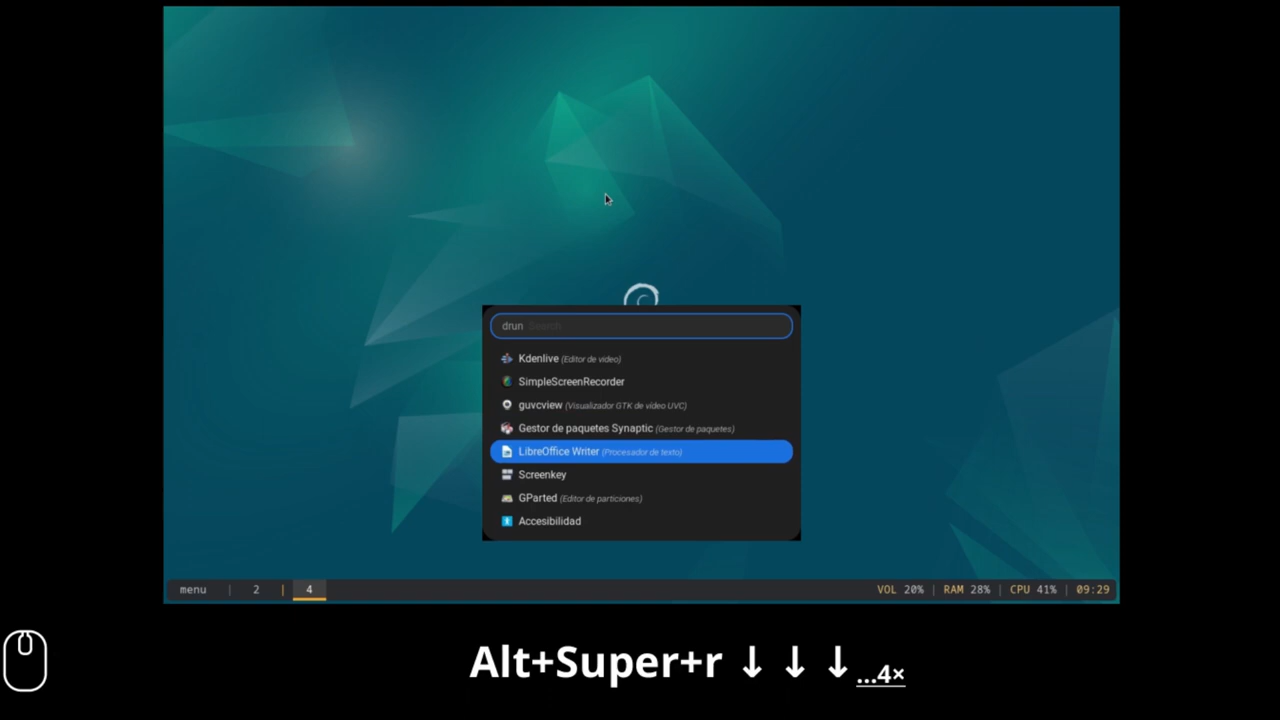 drun Search
Kdenlive (Editor de vídeo)
SimpleScreenRecorder
guvcview (Visualizador GTK de vídeo UVC)
Gestor de paquetes Synaptic (Gestor de paquetes)
LibreOffice Writer (Procesador de texto)
Screenkey
GParted (Editor de particiones)
Accesibilidad
menu | 2 | 4 VOL 20% | RAM 28% | CPU 41% | 09:29
Alt+Super+r ↓ ↓ ↓ ...4×